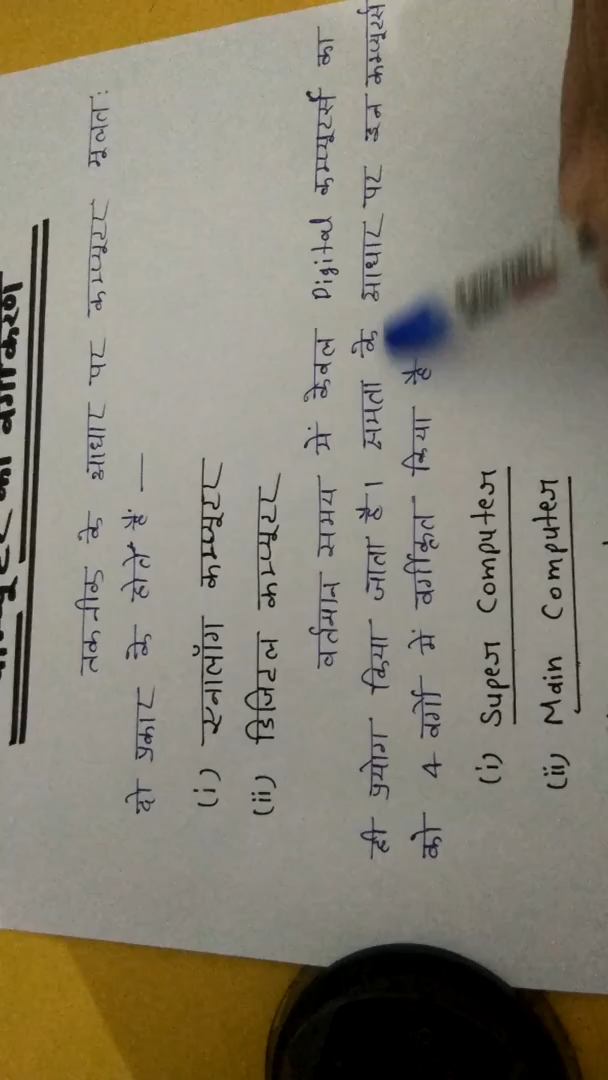 कम्प्यूटर का वर्गीकरण
तकनीक के आधार पर कम्प्यूटर मूलतः
दो प्रकार के होते हैं —
(i) एनालॉग कम्प्यूटर
(ii) डिजिटल कम्प्यूटर
वर्तमान समय में केवल Digital कम्प्यूटर्स का
ही प्रयोग किया जाता है। समता के आधार पर इन कम्प्यूटर्स
को 4 वर्गो में वर्गीकृत किया है
(i) Super Computer
(ii) Main Computer